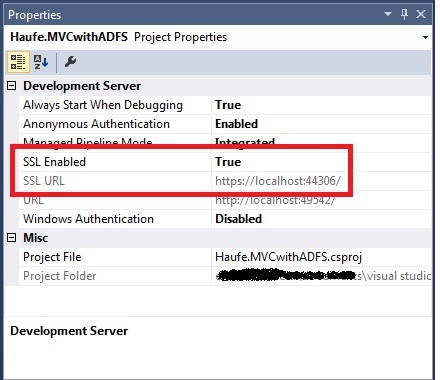 Properties
Haufe.MVCwithADFS Project Properties
Development Server
Always Start When Debugging True
Anonymous Authentication Enabled
Managed Pipeline Mode Integrated
SSL Enabled True
SSL URL https://localhost:44306/
URL http://localhost:49542/
Windows Authentication Disabled
Misc
Project File Haufe.MVCwithADFS.csproj
Project Folder \visual studio
Development Server